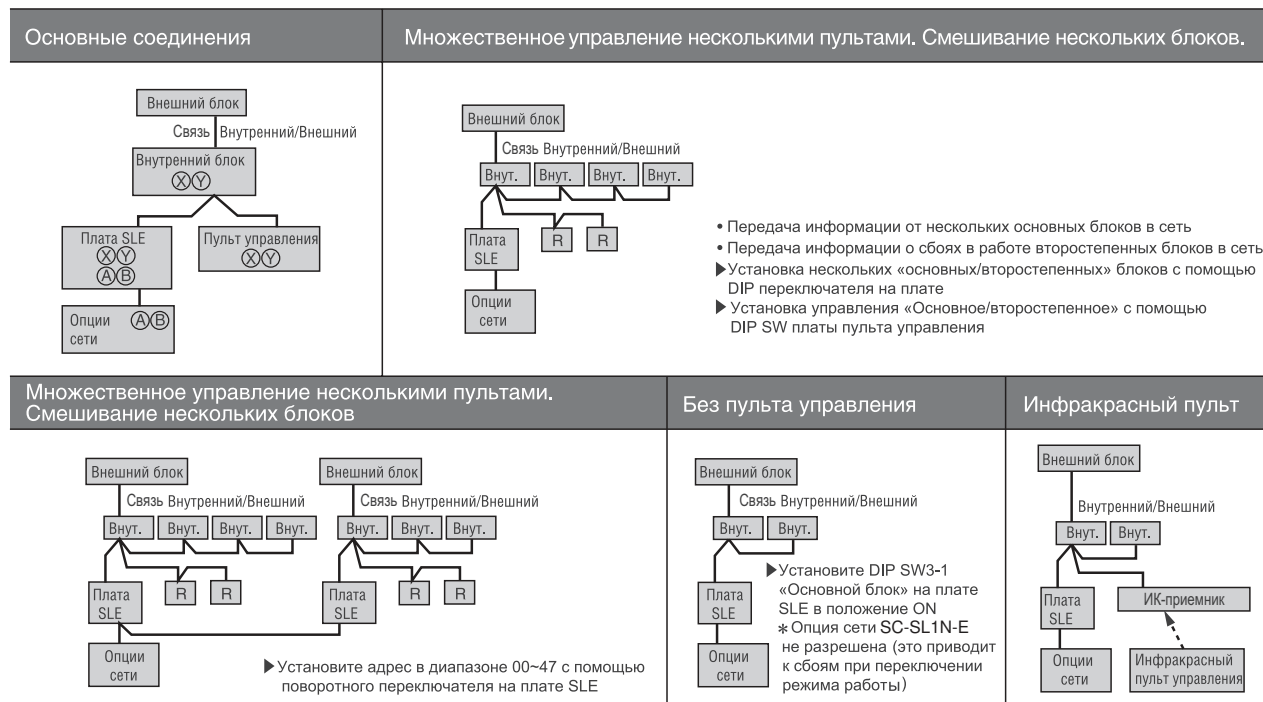 Основные соединения
Множественное управление несколькими пультами. Смешивание нескольких блоков.
Внешний блок
Связь Внутренний/Внешний
Внутренний блок
Ⓧ Ⓨ
Плата SLE
Ⓧ Ⓨ
Ⓐ Ⓑ
Пульт управления
Ⓧ Ⓨ
Опции Ⓐ Ⓑ
сети
Внешний блок
Связь Внутренний/Внешний
Внут. Внут. Внут. Внут.
Плата
SLE
R R
Опции
сети
• Передача информации от нескольких основных блоков в сеть
• Передача информации о сбоях в работе второстепенных блоков в сеть
▶Установка нескольких «основных/второстепенных» блоков с помощью
DIP переключателя на плате
▶ Установка управления «Основное/второстепенное» с помощью
DIP SW платы пульта управления
Множественное управление несколькими пультами.
Смешивание нескольких блоков
Без пульта управления
Инфракрасный пульт
Внешний блок
Связь Внутренний/Внешний
Внут. Внут. Внут. Внут.
Плата
SLE
R R
Опции
сети
Внешний блок
Связь Внутренний/Внешний
Внут. Внут. Внут.
Плата
SLE
R R
▶Установите адрес в диапазоне 00~47 с помощью
поворотного переключателя на плате SLE
Внешний блок
Связь Внутренний/Внешний
Внут. Внут.
Плата
SLE
Опции
сети
▶Установите DIP SW3-1
«Основной блок» на плате
SLE в положение ON
*Опция сети SC-SL1N-E
не разрешена (это приводит
к сбоям при переключении
режима работы)
Внешний блок
Внутренний/Внешний
Внут. Внут.
Плата
SLE
ИК-приемник
Опции
сети
Инфракрасный
пульт управления